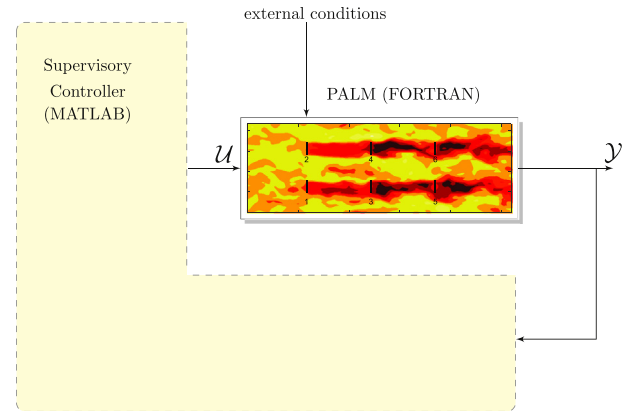 external conditions
Supervisory
Controller
(MATLAB)
PALM (FORTRAN)
𝒰
𝒴
2 4 6
1 3 5